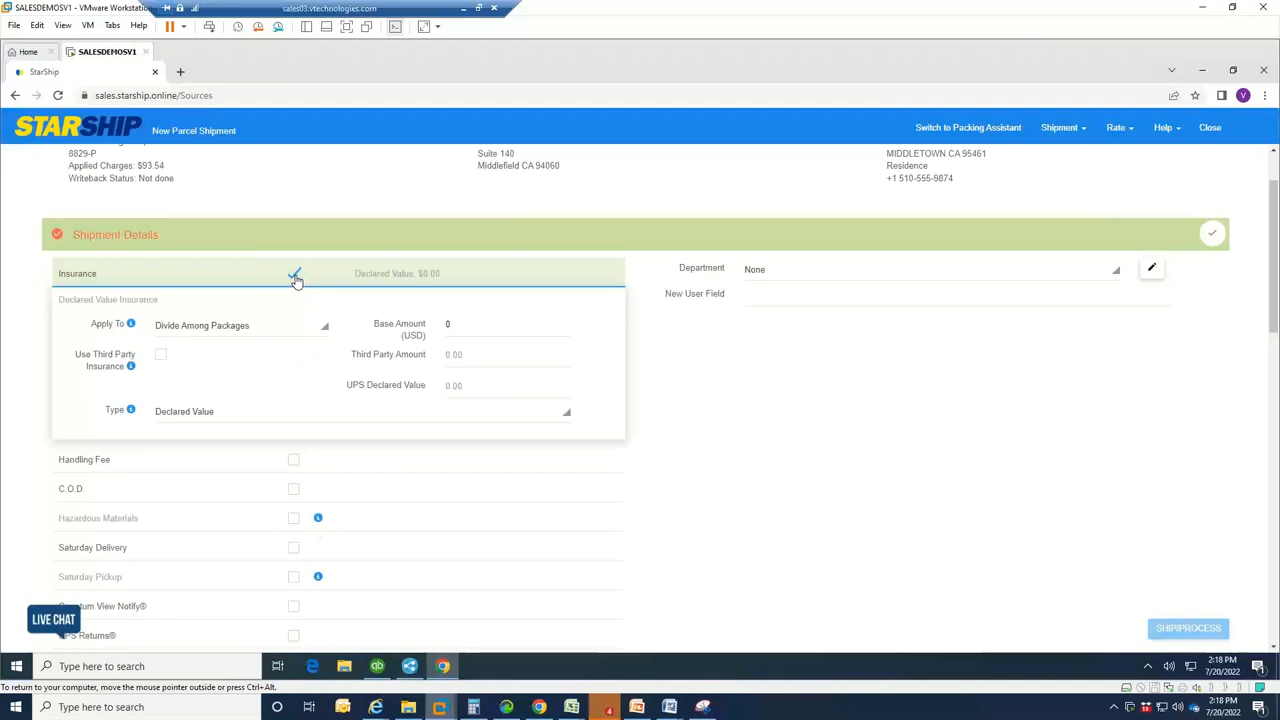 SALESDEMOSV1 - VMware Workstation
sales03.vtechnologies.com
File Edit View VM Tabs Help
Home SALESDEMOSV1
StarShip
sales.starship.online/Sources
V
STARSHIP New Parcel Shipment Switch to Packing Assistant Shipment Rate Help Close
8829-P Suite 140 MIDDLETOWN CA 95461
Applied Charges: $93.54 Middlefield CA 94060 Residence
Writeback Status: Not done +1 510-555-9874
Shipment Details
Insurance Declared Value, $0.00 Department None
Declared Value Insurance New User Field
Apply To Divide Among Packages Base Amount
(USD) 0
Use Third Party
Insurance Third Party Amount 0.00
UPS Declared Value 0.00
Type Declared Value
Handling Fee
C.O.D.
Hazardous Materials
Saturday Delivery
Saturday Pickup
View Notify®
LIVE CHAT
Returns®
SHIP/PROCESS
Type here to search 2:18 PM
7/20/2022
To return to your computer, move the mouse pointer outside or press Ctrl+Alt.
Type here to search 2:18 PM
7/20/2022